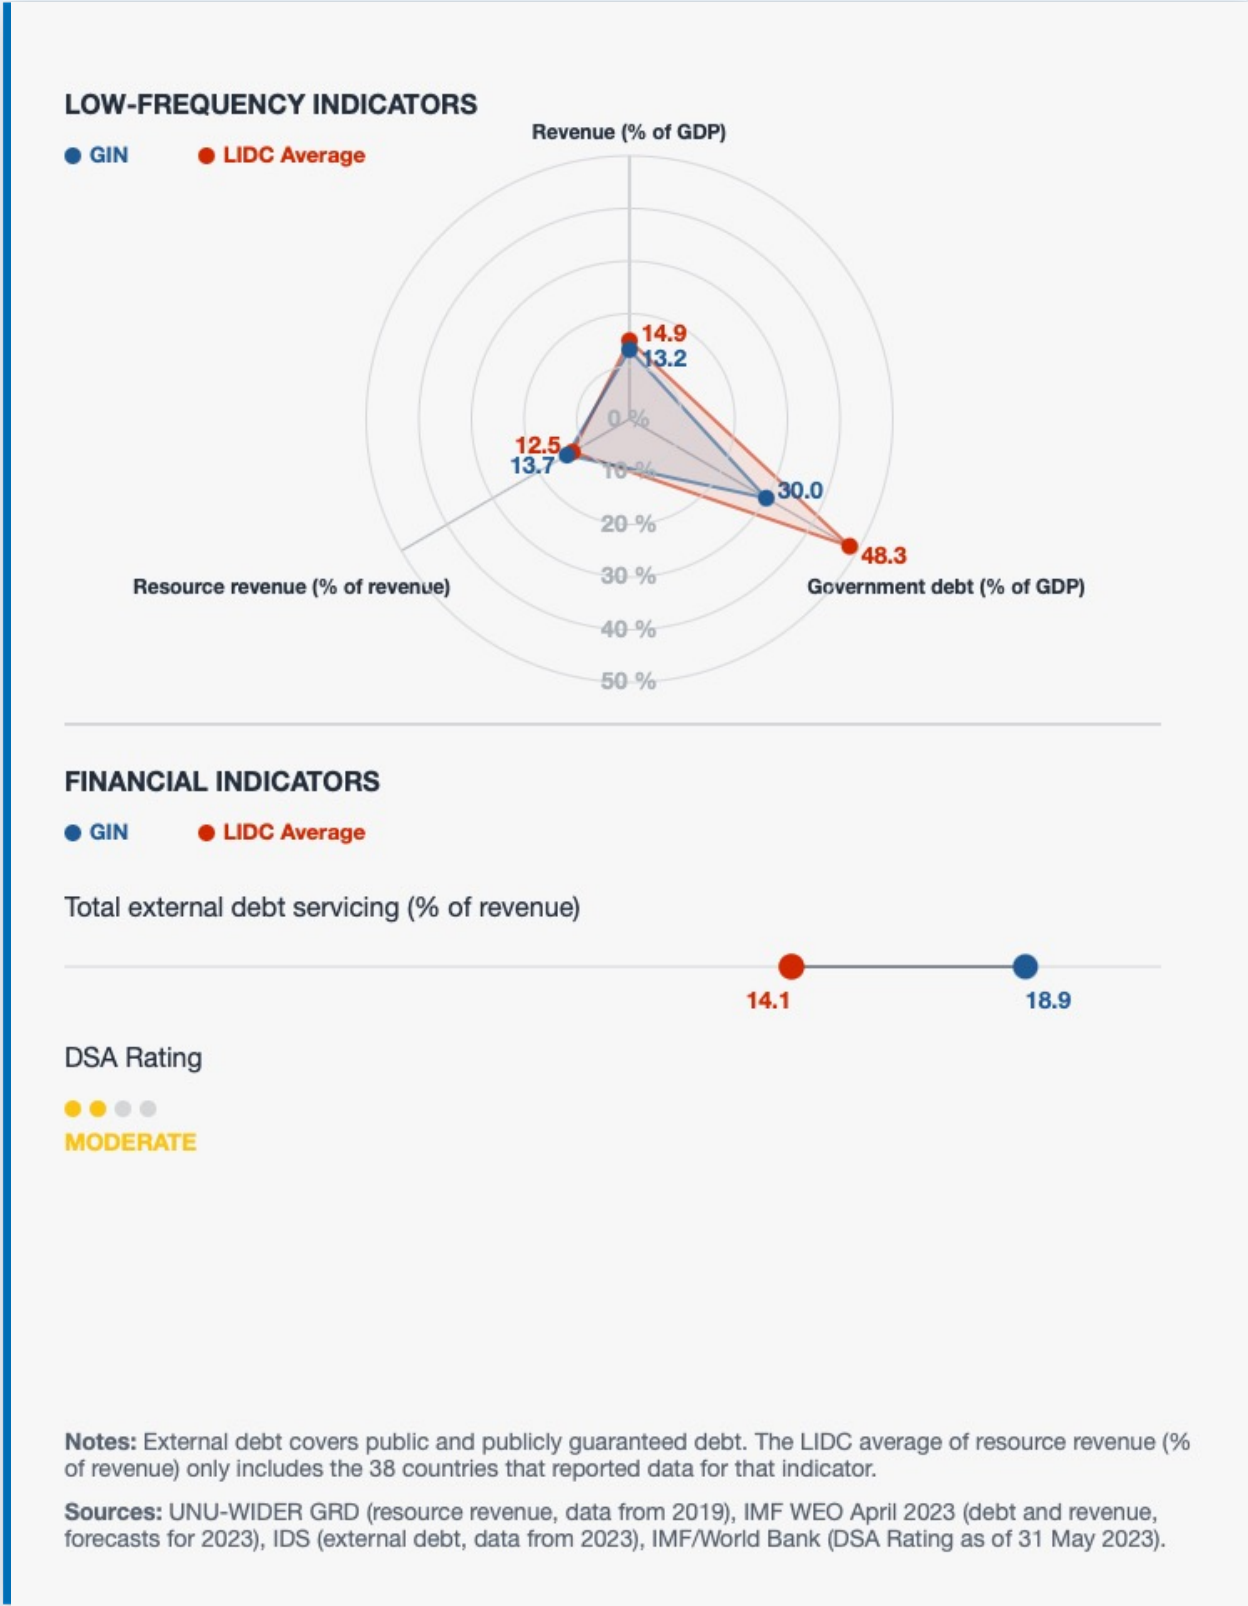 LOW-FREQUENCY INDICATORS
GIN LIDC Average
Revenue (% of GDP)
14.9
13.2
0 %
12.5
13.7
10 %
30.0
20 %
48.3
30 %
Resource revenue (% of revenue)
Government debt (% of GDP)
40 %
50 %
FINANCIAL INDICATORS
GIN LIDC Average
Total external debt servicing (% of revenue)
14.1
18.9
DSA Rating
MODERATE
Notes: External debt covers public and publicly guaranteed debt. The LIDC average of resource revenue (%
of revenue) only includes the 38 countries that reported data for that indicator.
Sources: UNU-WIDER GRD (resource revenue, data from 2019), IMF WEO April 2023 (debt and revenue,
forecasts for 2023), IDS (external debt, data from 2023), IMF/World Bank (DSA Rating as of 31 May 2023).